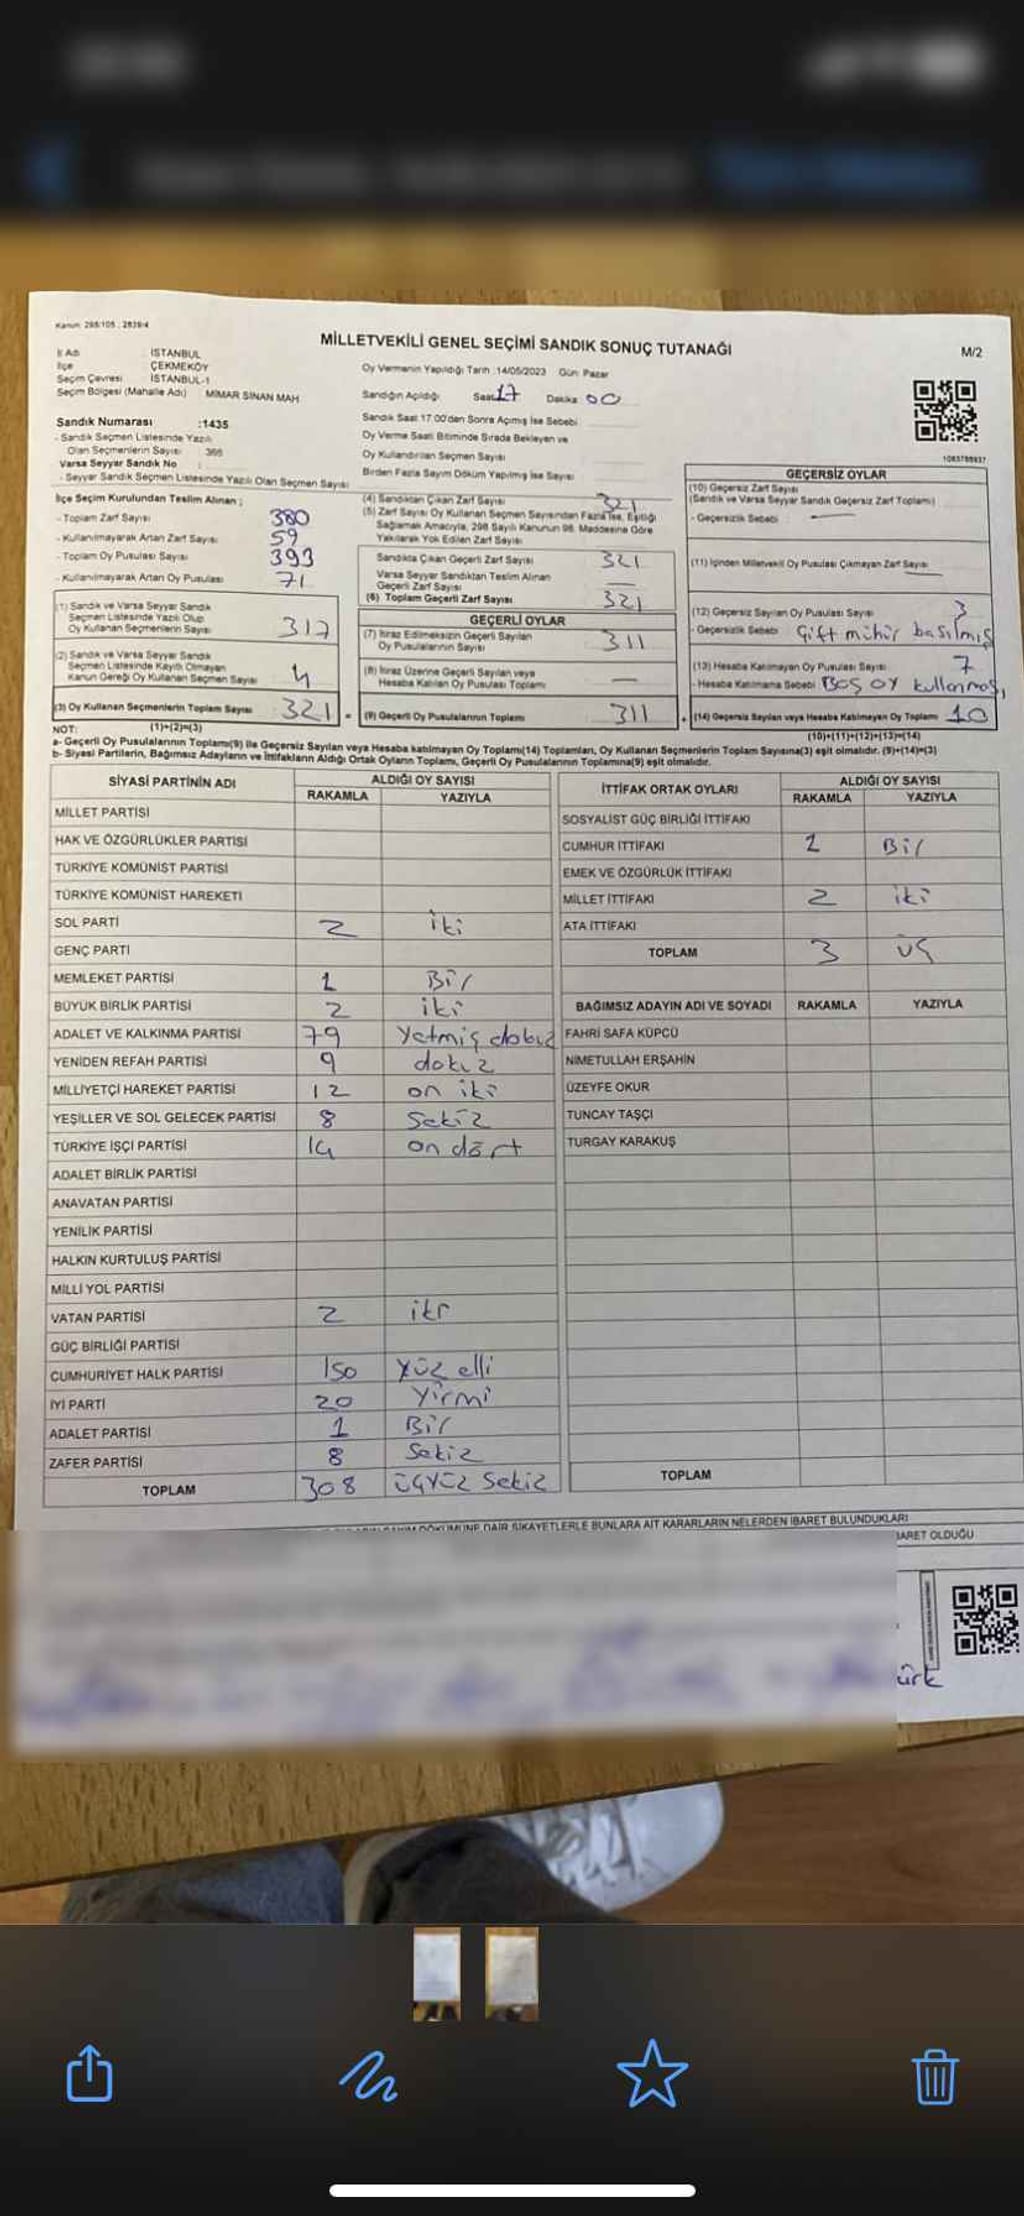 Kanun: 298/105 ; 2839/4
MİLLETVEKİLİ GENEL SEÇİMİ SANDIK SONUÇ TUTANAĞI
M/2
İl Adı : İSTANBUL
İlçe : ÇEKMEKÖY
Seçim Çevresi : İSTANBUL-1
Seçim Bölgesi (Mahalle Adı) : MİMAR SİNAN MAH
Oy Vermenin Yapıldığı Tarih :14/05/2023 Gün: Pazar
Sandığın Açıldığı Saat 17 Dakika 00
Sandık Saat 17.00'den Sonra Açılmış İse Sebebi
Oy Verme Saati Bitiminde Sırada Bekleyen ve
Oy Kullandırılan Seçmen Sayısı
Birden Fazla Sayım Döküm Yapılmış İse Sayısı
1083788937
Sandık Numarası :1435
- Sandık Seçmen Listesinde Yazılı
Olan Seçmenlerin Sayısı : 366
Varsa Seyyar Sandık No :
- Seyyar Sandık Seçmen Listesinde Yazılı Olan Seçmen Sayısı
İlçe Seçim Kurulundan Teslim Alınan ;
- Toplam Zarf Sayısı 380
- Kullanılmayarak Artan Zarf Sayısı 59
- Toplam Oy Pusulası Sayısı 393
- Kullanılmayarak Artan Oy Pusulası 71
(1) Sandık ve Varsa Seyyar Sandık
Seçmen Listesinde Yazılı Olup
Oy Kullanan Seçmenlerin Sayısı 317
(2) Sandık ve Varsa Seyyar Sandık
Seçmen Listesinde Kayıtlı Olmayan
Kanun Gereği Oy Kullanan Seçmen Sayısı 4
(3) Oy Kullanan Seçmenlerin Toplam Sayısı 321
(1)+(2)=(3)
(4) Sandıktan Çıkan Zarf Sayısı 321
(5) Zarf Sayısı Oy Kullanan Seçmen Sayısından Fazla İse, Eşitliği
Sağlamak Amacıyla, 298 Sayılı Kanunun 98. Maddesine Göre
Yakılarak Yok Edilen Zarf Sayısı
Sandıkta Çıkan Geçerli Zarf Sayısı 321
Varsa Seyyar Sandıktan Teslim Alınan
Geçerli Zarf Sayısı —
(6) Toplam Geçerli Zarf Sayısı 321
GEÇERLİ OYLAR
(7) İtiraz Edilmeksizin Geçerli Sayılan
Oy Pusulalarının Sayısı 311
(8) İtiraz Üzerine Geçerli Sayılan veya
Hesaba Katılan Oy Pusulası Toplamı —
= (9) Geçerli Oy Pusulalarının Toplamı 311
GEÇERSİZ OYLAR
(10) Geçersiz Zarf Sayısı
(Sandık ve Varsa Seyyar Sandık Geçersiz Zarf Toplamı)
- Geçersizlik Sebebi : —
(11) İçinden Milletvekili Oy Pusulası Çıkmayan Zarf Sayısı —
(12) Geçersiz Sayılan Oy Pusulası Sayısı 3
- Geçersizlik Sebebi Çift mühür basılmış
(13) Hesaba Katılmayan Oy Pusulası Sayısı 7
- Hesaba Katılmama Sebebi Boş oy kullanmış,
+ (14) Geçersiz Sayılan veya Hesaba Katılmayan Oy Toplamı 10
(10)+(11)+(12)+(13)=(14)
NOT:
a- Geçerli Oy Pusulalarının Toplamı(9) ile Geçersiz Sayılan veya Hesaba katılmayan Oy Toplamı(14) Toplamları, Oy Kullanan Seçmenlerin Toplam Sayısına(3) eşit olmalıdır. (9)+(14)=(3)
b- Siyasi Partilerin, Bağımsız Adayların ve İttifakların Aldığı Ortak Oyların Toplamı, Geçerli Oy Pusulalarının Toplamına(9) eşit olmalıdır.
SİYASİ PARTİNİN ADI ALDIĞI OY SAYISI
RAKAMLA YAZIYLA
MİLLET PARTİSİ
HAK VE ÖZGÜRLÜKLER PARTİSİ
TÜRKİYE KOMÜNİST PARTİSİ
TÜRKİYE KOMÜNİST HAREKETİ
SOL PARTİ 2 iki
GENÇ PARTİ
MEMLEKET PARTİSİ 1 Bir
BÜYÜK BİRLİK PARTİSİ 2 iki
ADALET VE KALKINMA PARTİSİ 79 Yetmiş dokuz
YENİDEN REFAH PARTİSİ 9 dokuz
MİLLİYETÇİ HAREKET PARTİSİ 12 on iki
YEŞİLLER VE SOL GELECEK PARTİSİ 8 Sekiz
TÜRKİYE İŞÇİ PARTİSİ 14 on dört
ADALET BİRLİK PARTİSİ
ANAVATAN PARTİSİ
YENİLİK PARTİSİ
HALKIN KURTULUŞ PARTİSİ
MİLLİ YOL PARTİSİ
VATAN PARTİSİ 2 iki
GÜÇ BİRLİĞİ PARTİSİ
CUMHURİYET HALK PARTİSİ 150 Yüz elli
İYİ PARTİ 20 Yirmi
ADALET PARTİSİ 1 Bir
ZAFER PARTİSİ 8 Sekiz
TOPLAM 308 üçyüz Sekiz
İTTİFAK ORTAK OYLARI ALDIĞI OY SAYISI
RAKAMLA YAZIYLA
SOSYALİST GÜÇ BİRLİĞİ İTTİFAKI
CUMHUR İTTİFAKI 1 Bir
EMEK VE ÖZGÜRLÜK İTTİFAKI
MİLLET İTTİFAKI 2 iki
ATA İTTİFAKI
TOPLAM 3 üç
BAĞIMSIZ ADAYIN ADI VE SOYADI RAKAMLA YAZIYLA
FAHRİ SAFA KÜPCÜ
NİMETULLAH ERŞAHİN
ÜZEYFE OKUR
TUNCAY TAŞÇI
TURGAY KARAKUŞ
TOPLAM
DÖKÜMÜNE DAİR ŞİKAYETLERLE BUNLARA AİT KARARLARIN NELERDEN İBARET BULUNDUKLARI
BARET OLDUĞU
ürk